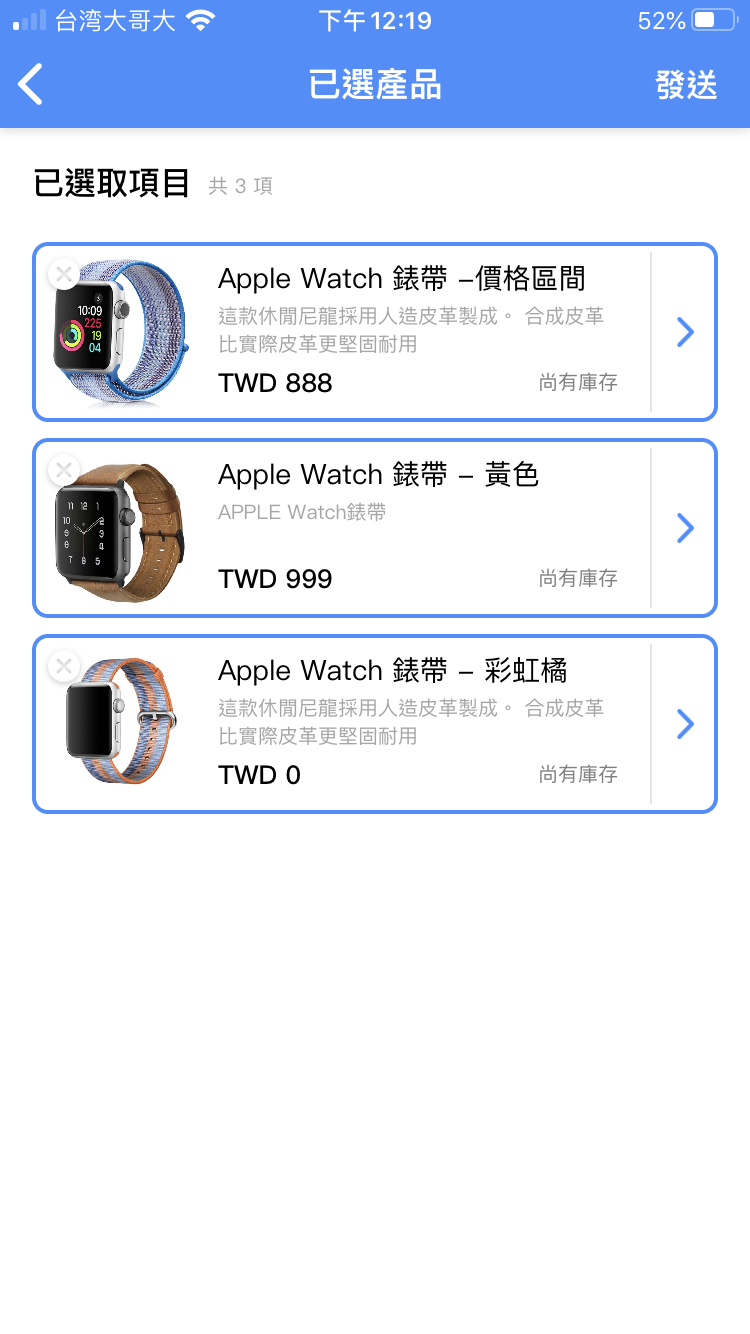 台湾大哥大 下午12:19 52%
已選產品 發送
已選取項目 共 3 項
Apple Watch 錶帶 –價格區間
這款休閒尼龍採用人造皮革製成。 合成皮革
比實際皮革更堅固耐用
TWD 888 尚有庫存
10:09
225
19
04
Apple Watch 錶帶 – 黃色
APPLE Watch錶帶
TWD 999 尚有庫存
Apple Watch 錶帶 – 彩虹橘
這款休閒尼龍採用人造皮革製成。 合成皮革
比實際皮革更堅固耐用
TWD 0 尚有庫存